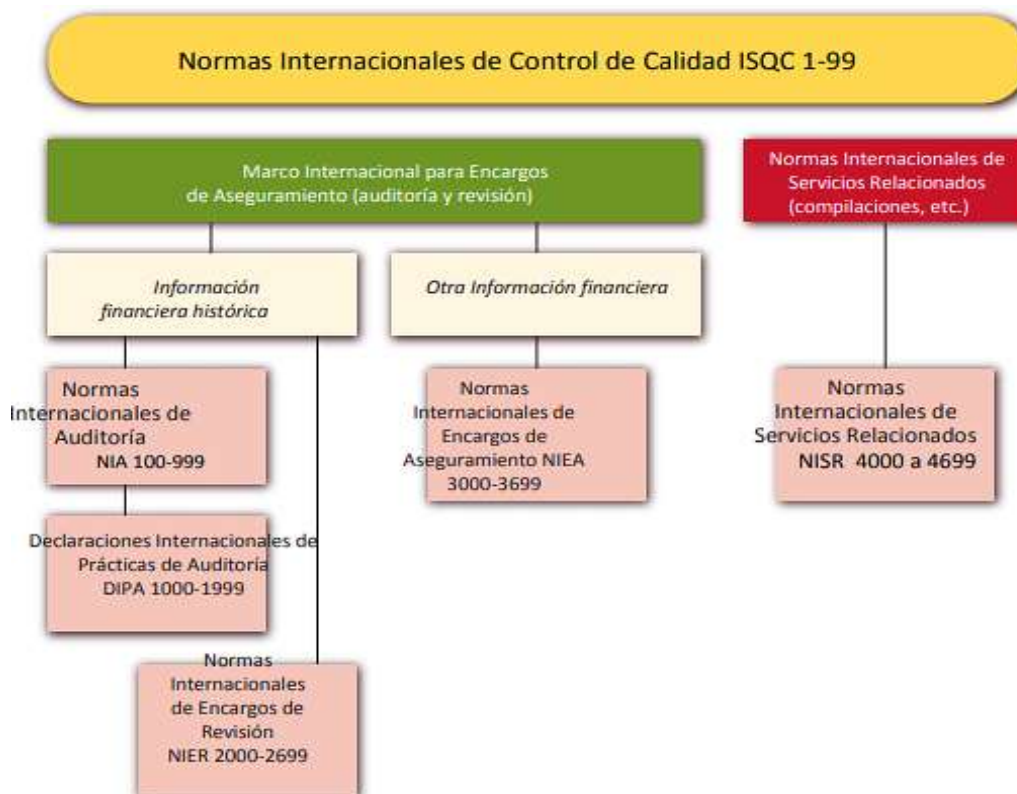 Normas Internacionales de Control de Calidad ISQC 1-99
Marco Internacional para Encargos
de Aseguramiento (auditoría y revisión)
Normas Internacionales de
Servicios Relacionados
(compilaciones, etc.)
Información
financiera histórica
Otra Información financiera
Normas
Internacionales de
Auditoría
NIA 100-999
Normas
Internacionales de
Encargos de
Aseguramiento NIEA
3000-3699
Normas
Internacionales de
Servicios Relacionados
NISR 4000 a 4699
Declaraciones Internacionales de
Prácticas de Auditoría
DIPA 1000-1999
Normas
Internacionales
de Encargos de
Revisión
NIER 2000-2699